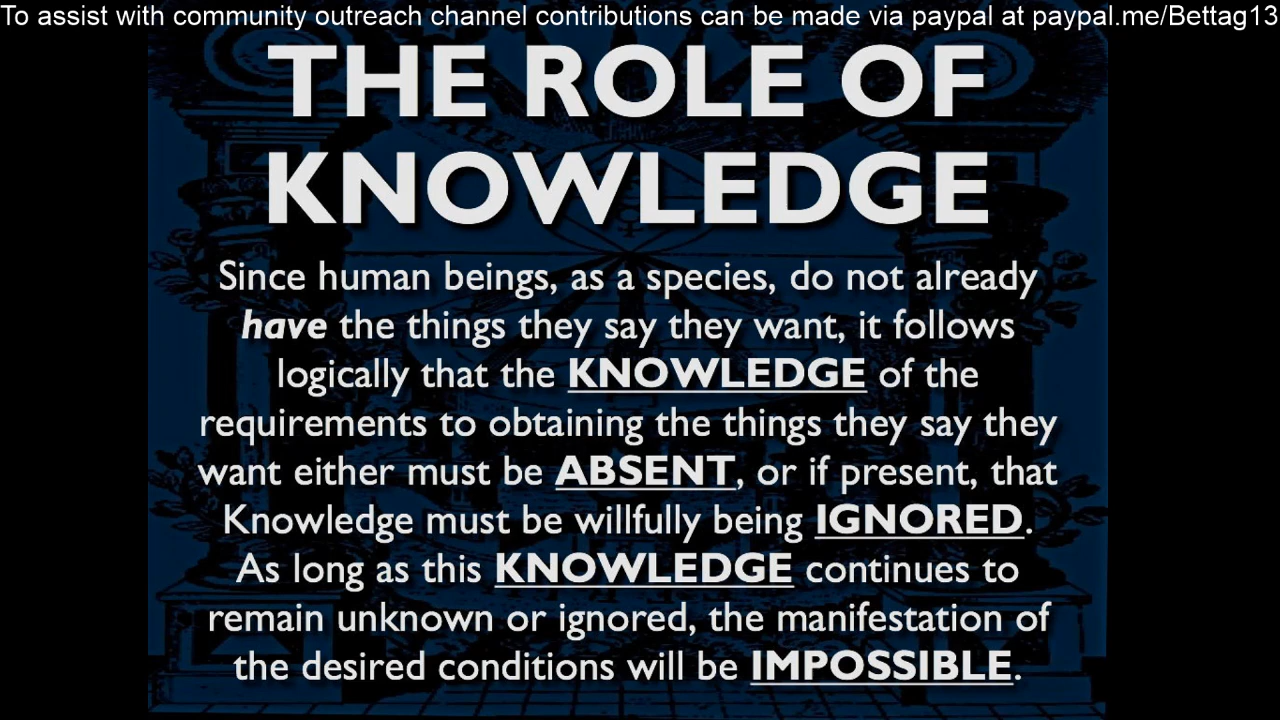 To assist with community outreach channel contributions can be made via paypal at paypal.me/Bettag13
THE ROLE OF
KNOWLEDGE
Since human beings, as a species, do not already
have the things they say they want, it follows
logically that the KNOWLEDGE of the
requirements to obtaining the things they say they
want either must be ABSENT, or if present, that
Knowledge must be willfully being IGNORED.
As long as this KNOWLEDGE continues to
remain unknown or ignored, the manifestation of
the desired conditions will be IMPOSSIBLE.